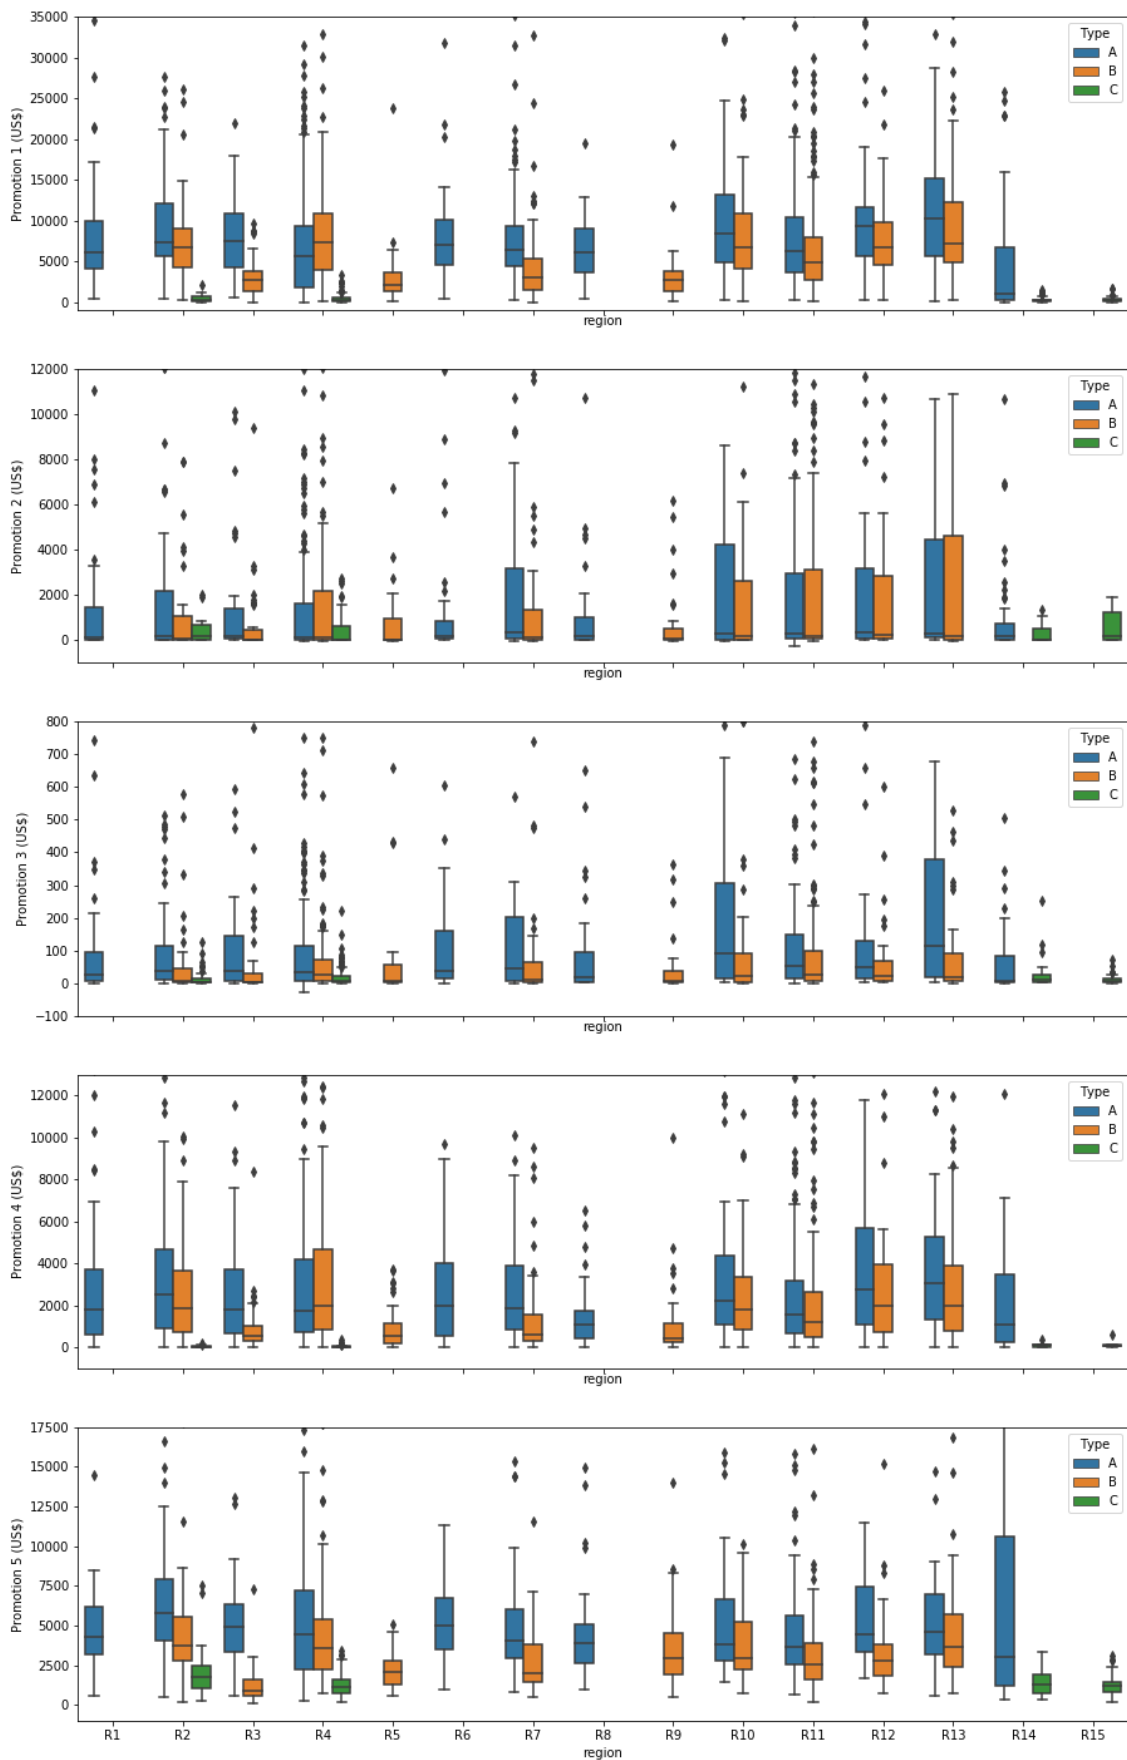 35000
30000
25000
20000
15000
10000
5000
0
Promotion 1 (US$)
Type
A
B
C
region
12000
10000
8000
6000
4000
2000
0
Promotion 2 (US$)
Type
A
B
C
region
800
700
600
500
400
300
200
100
0
−100
Promotion 3 (US$)
Type
A
B
C
region
12000
10000
8000
6000
4000
2000
0
Promotion 4 (US$)
Type
A
B
C
region
17500
15000
12500
10000
7500
5000
2500
0
Promotion 5 (US$)
Type
A
B
C
R1 R2 R3 R4 R5 R6 R7 R8 R9 R10 R11 R12 R13 R14 R15
region